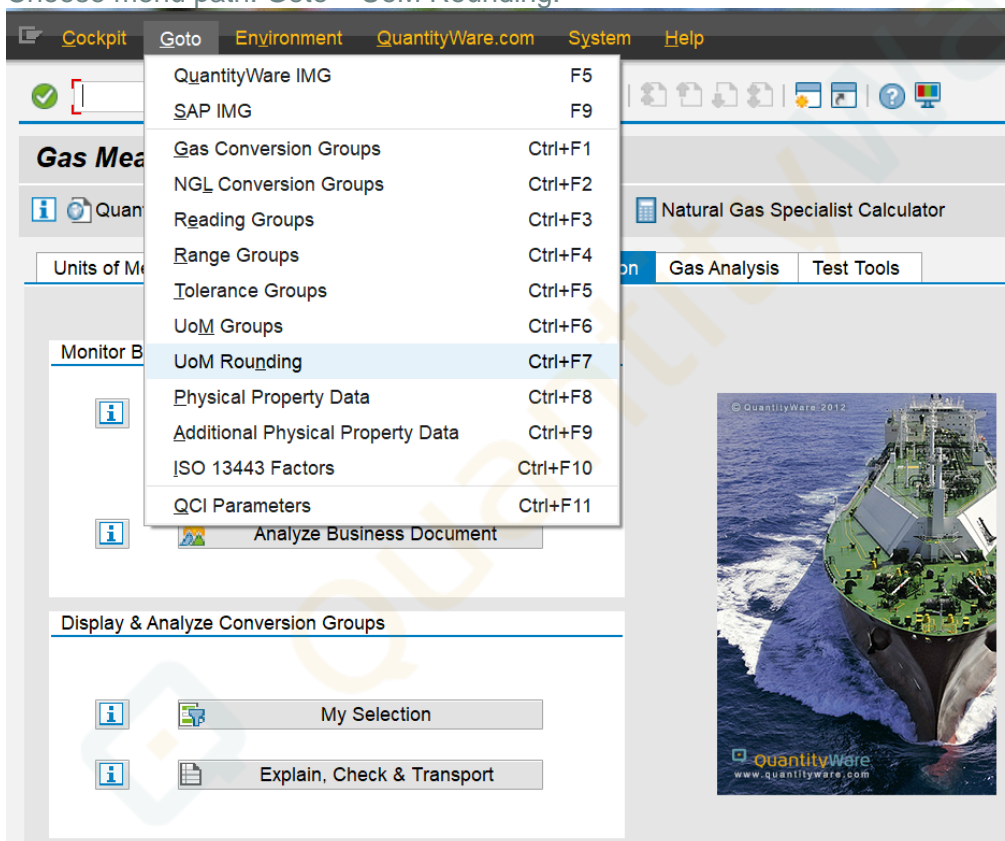 Cockpit Goto Environment QuantityWare.com System Help
QuantityWare IMG F5
SAP IMG F9
Gas Conversion Groups Ctrl+F1
NGL Conversion Groups Ctrl+F2
Reading Groups Ctrl+F3
Range Groups Ctrl+F4
Tolerance Groups Ctrl+F5
UoM Groups Ctrl+F6
UoM Rounding Ctrl+F7
Physical Property Data Ctrl+F8
Additional Physical Property Data Ctrl+F9
ISO 13443 Factors Ctrl+F10
QCI Parameters Ctrl+F11
Gas Mea
Quan
Natural Gas Specialist Calculator
Units of Me
on Gas Analysis Test Tools
Monitor B
Analyze Business Document
Display & Analyze Conversion Groups
My Selection
Explain, Check & Transport
© QuantityWare 2012
QuantityWare
www.quantityware.com